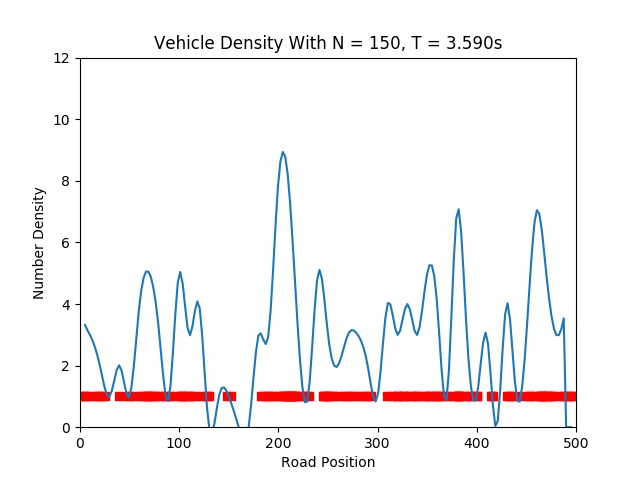 Vehicle Density With N = 150, T = 3.590s
12
10
8
6
4
2
0
Number Density
0 100 200 300 400 500
Road Position